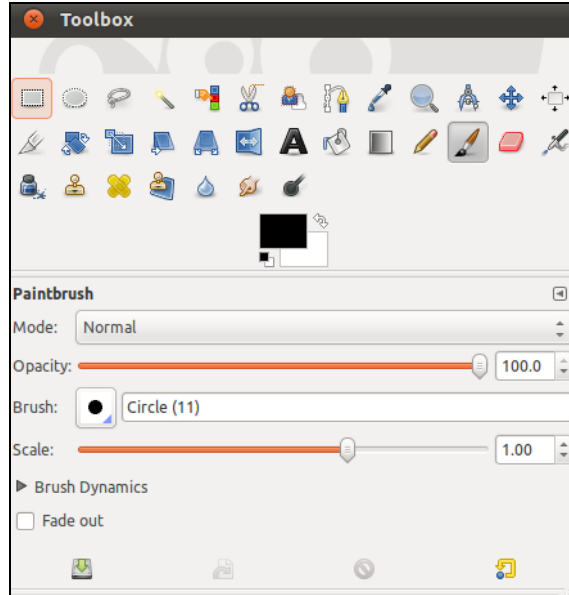 Toolbox
Paintbrush
Mode: Normal
Opacity: 100.0
Brush: Circle (11)
Scale: 1.00
Brush Dynamics
Fade out